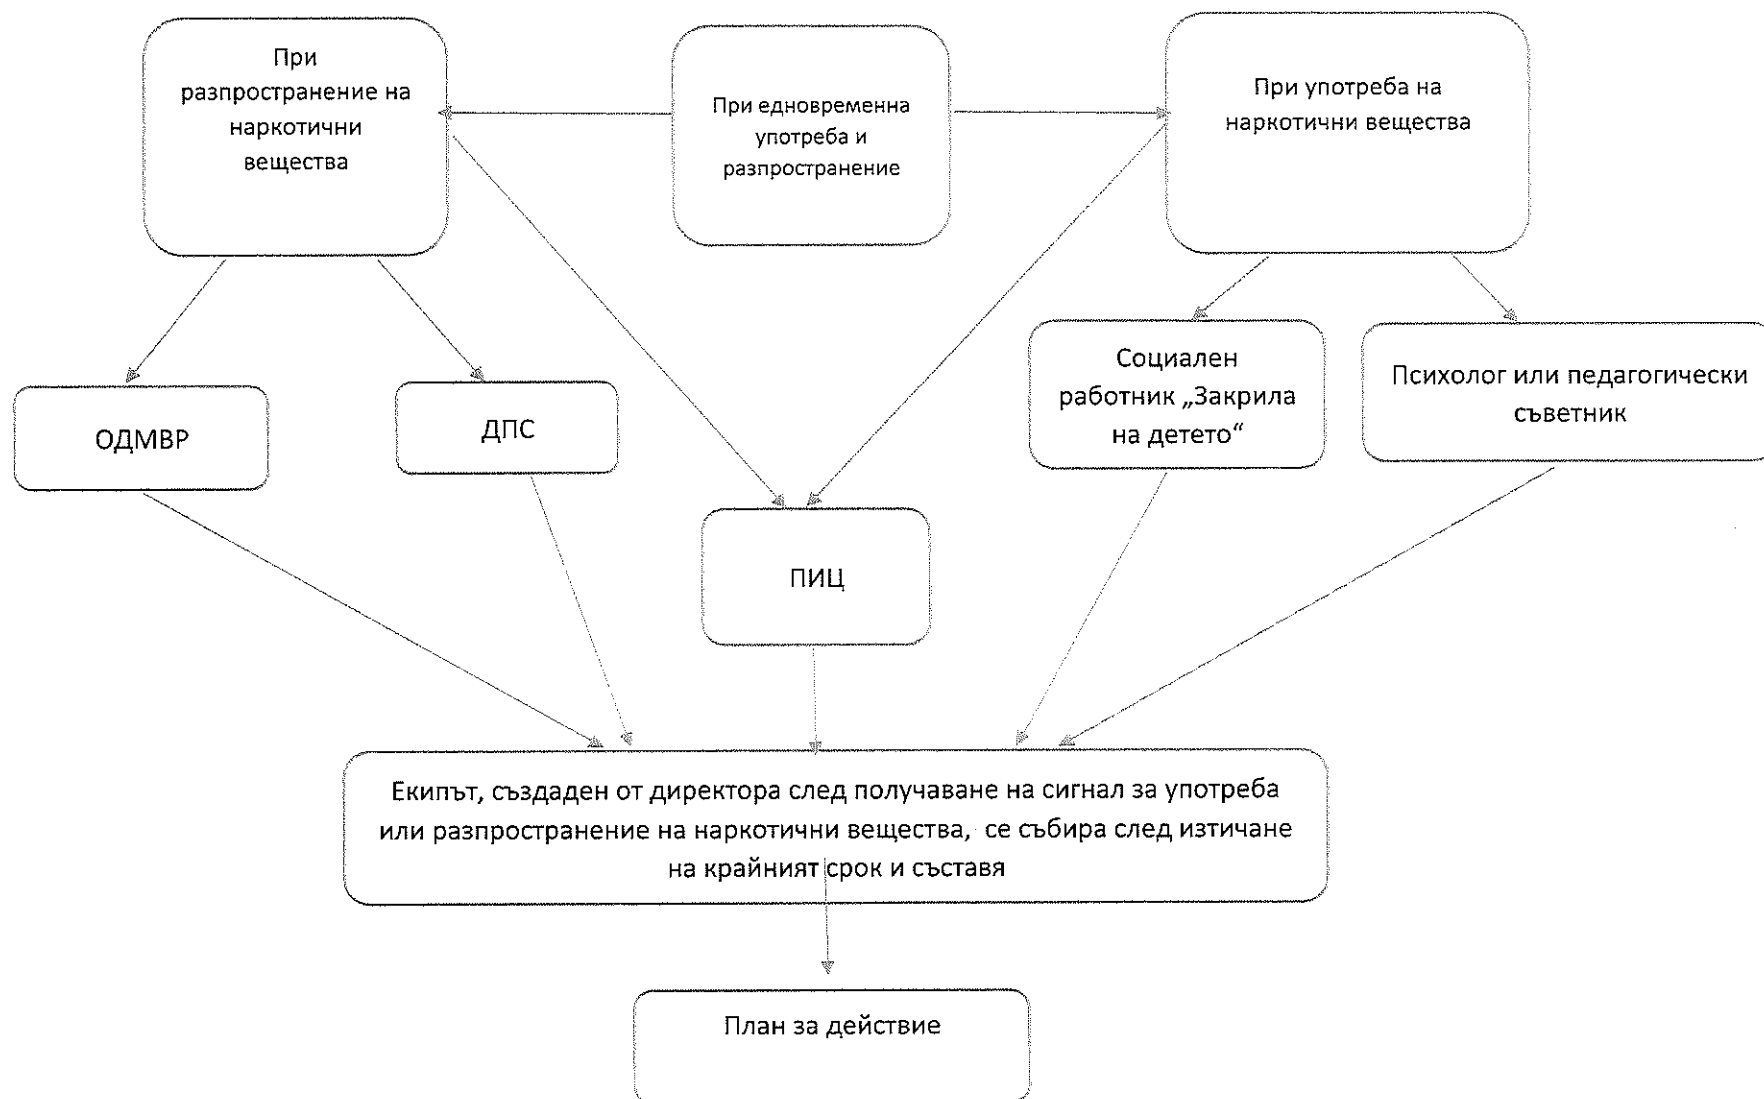 При
разпространение на
наркотични
вещества
При едновременна
употреба и
разпространение
При употреба на
наркотични вещества
ОДМВР
ДПС
Социален
работник „Закрила
на детето“
Психолог или педагогически
съветник
ПИЦ
Екипът, създаден от директора след получаване на сигнал за употреба
или разпространение на наркотични вещества, се събира след изтичане
на крайният срок и съставя
План за действие